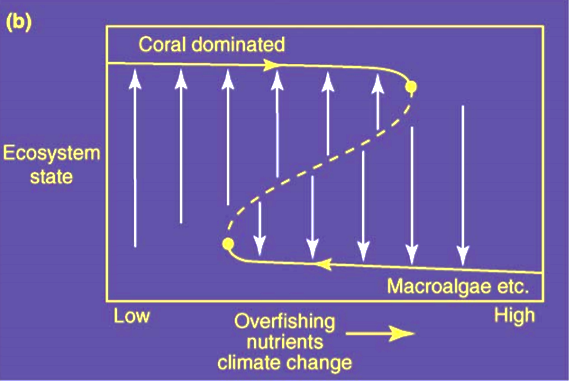 (b)
Coral dominated
Ecosystem
state
Macroalgae etc.
Low
High
Overfishing
nutrients
climate change